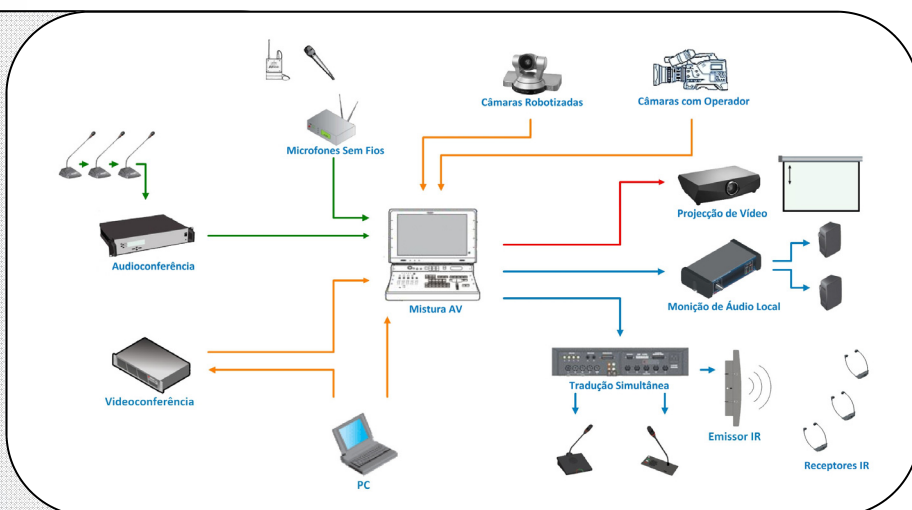 Câmaras Robotizadas
Câmaras com Operador
Microfones Sem Fios
Projecção de Vídeo
Audioconferência
Mistura AV
Monição de Áudio Local
Videoconferência
Tradução Simultânea
Emissor IR
Receptores IR
PC